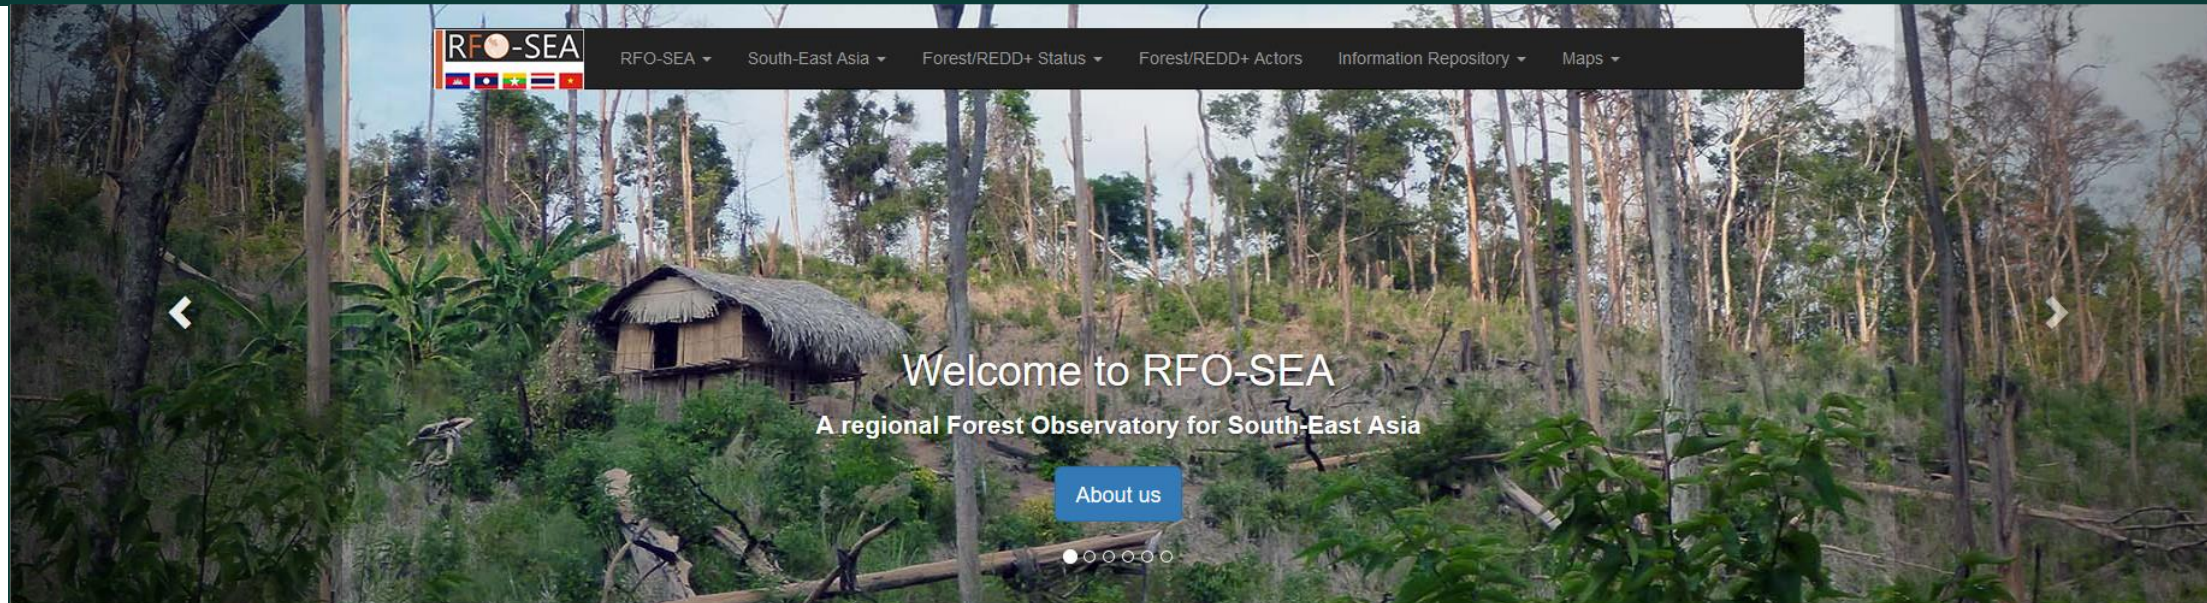 RFO-SEA
RFO-SEA South-East Asia Forest/REDD+ Status Forest/REDD+ Actors Information Repository Maps
Welcome to RFO-SEA
A regional Forest Observatory for South-East Asia
About us